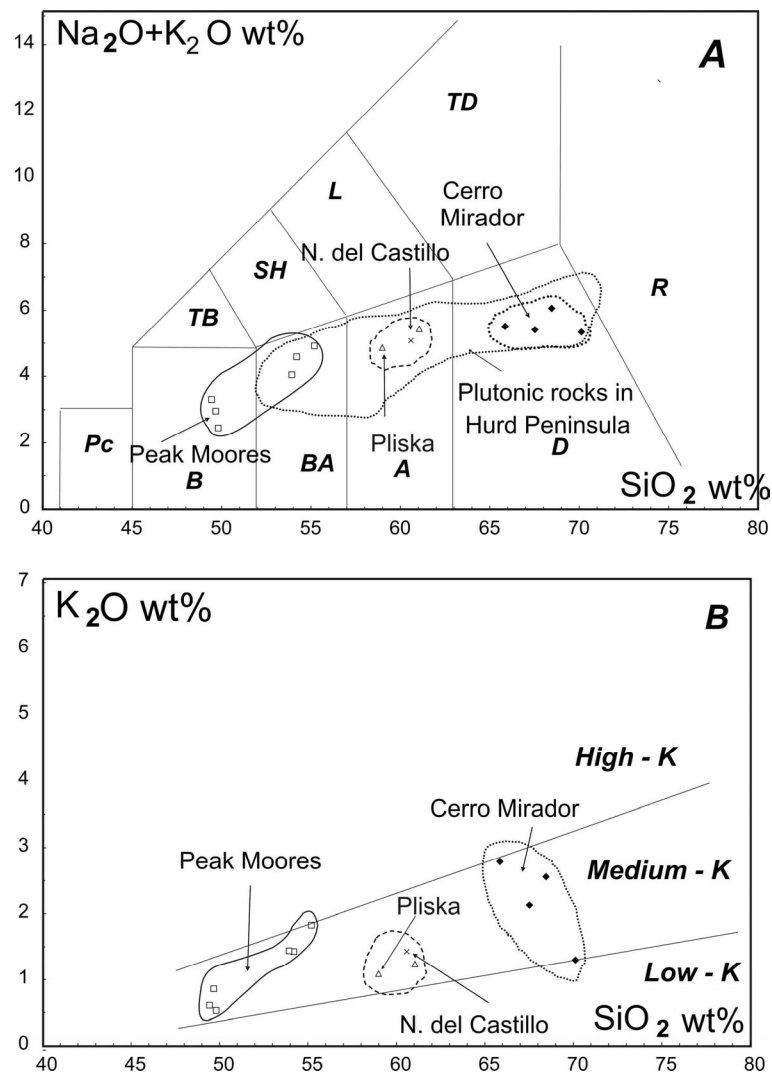 Na2O+K2O wt%
A
14
12
10
8
6
4
2
0
TD
L
Cerro
Mirador
N. del Castillo
SH
TB
R
Plutonic rocks in
Hurd Peninsula
Peak Moores
Pliska
Pc
B
BA
A
D
SiO2 wt%
40 45 50 55 60 65 70 75 80
K2O wt%
B
7
6
5
4
3
2
1
0
High - K
Cerro Mirador
Peak Moores
Medium - K
Pliska
Low - K
N. del Castillo
SiO2 wt%
40 45 50 55 60 65 70 75 80